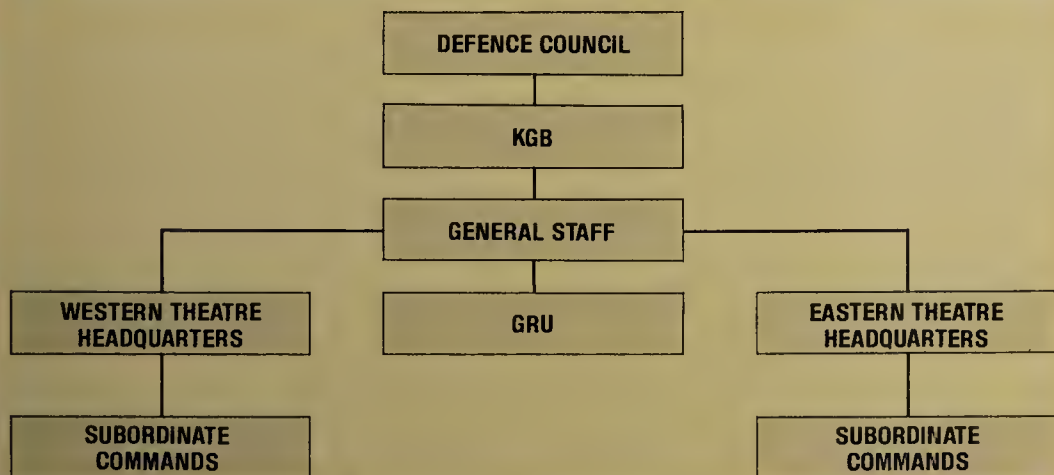 DEFENCE COUNCIL
KGB
GENERAL STAFF
WESTERN THEATRE
HEADQUARTERS
GRU
EASTERN THEATRE
HEADQUARTERS
SUBORDINATE
COMMANDS
SUBORDINATE
COMMANDS